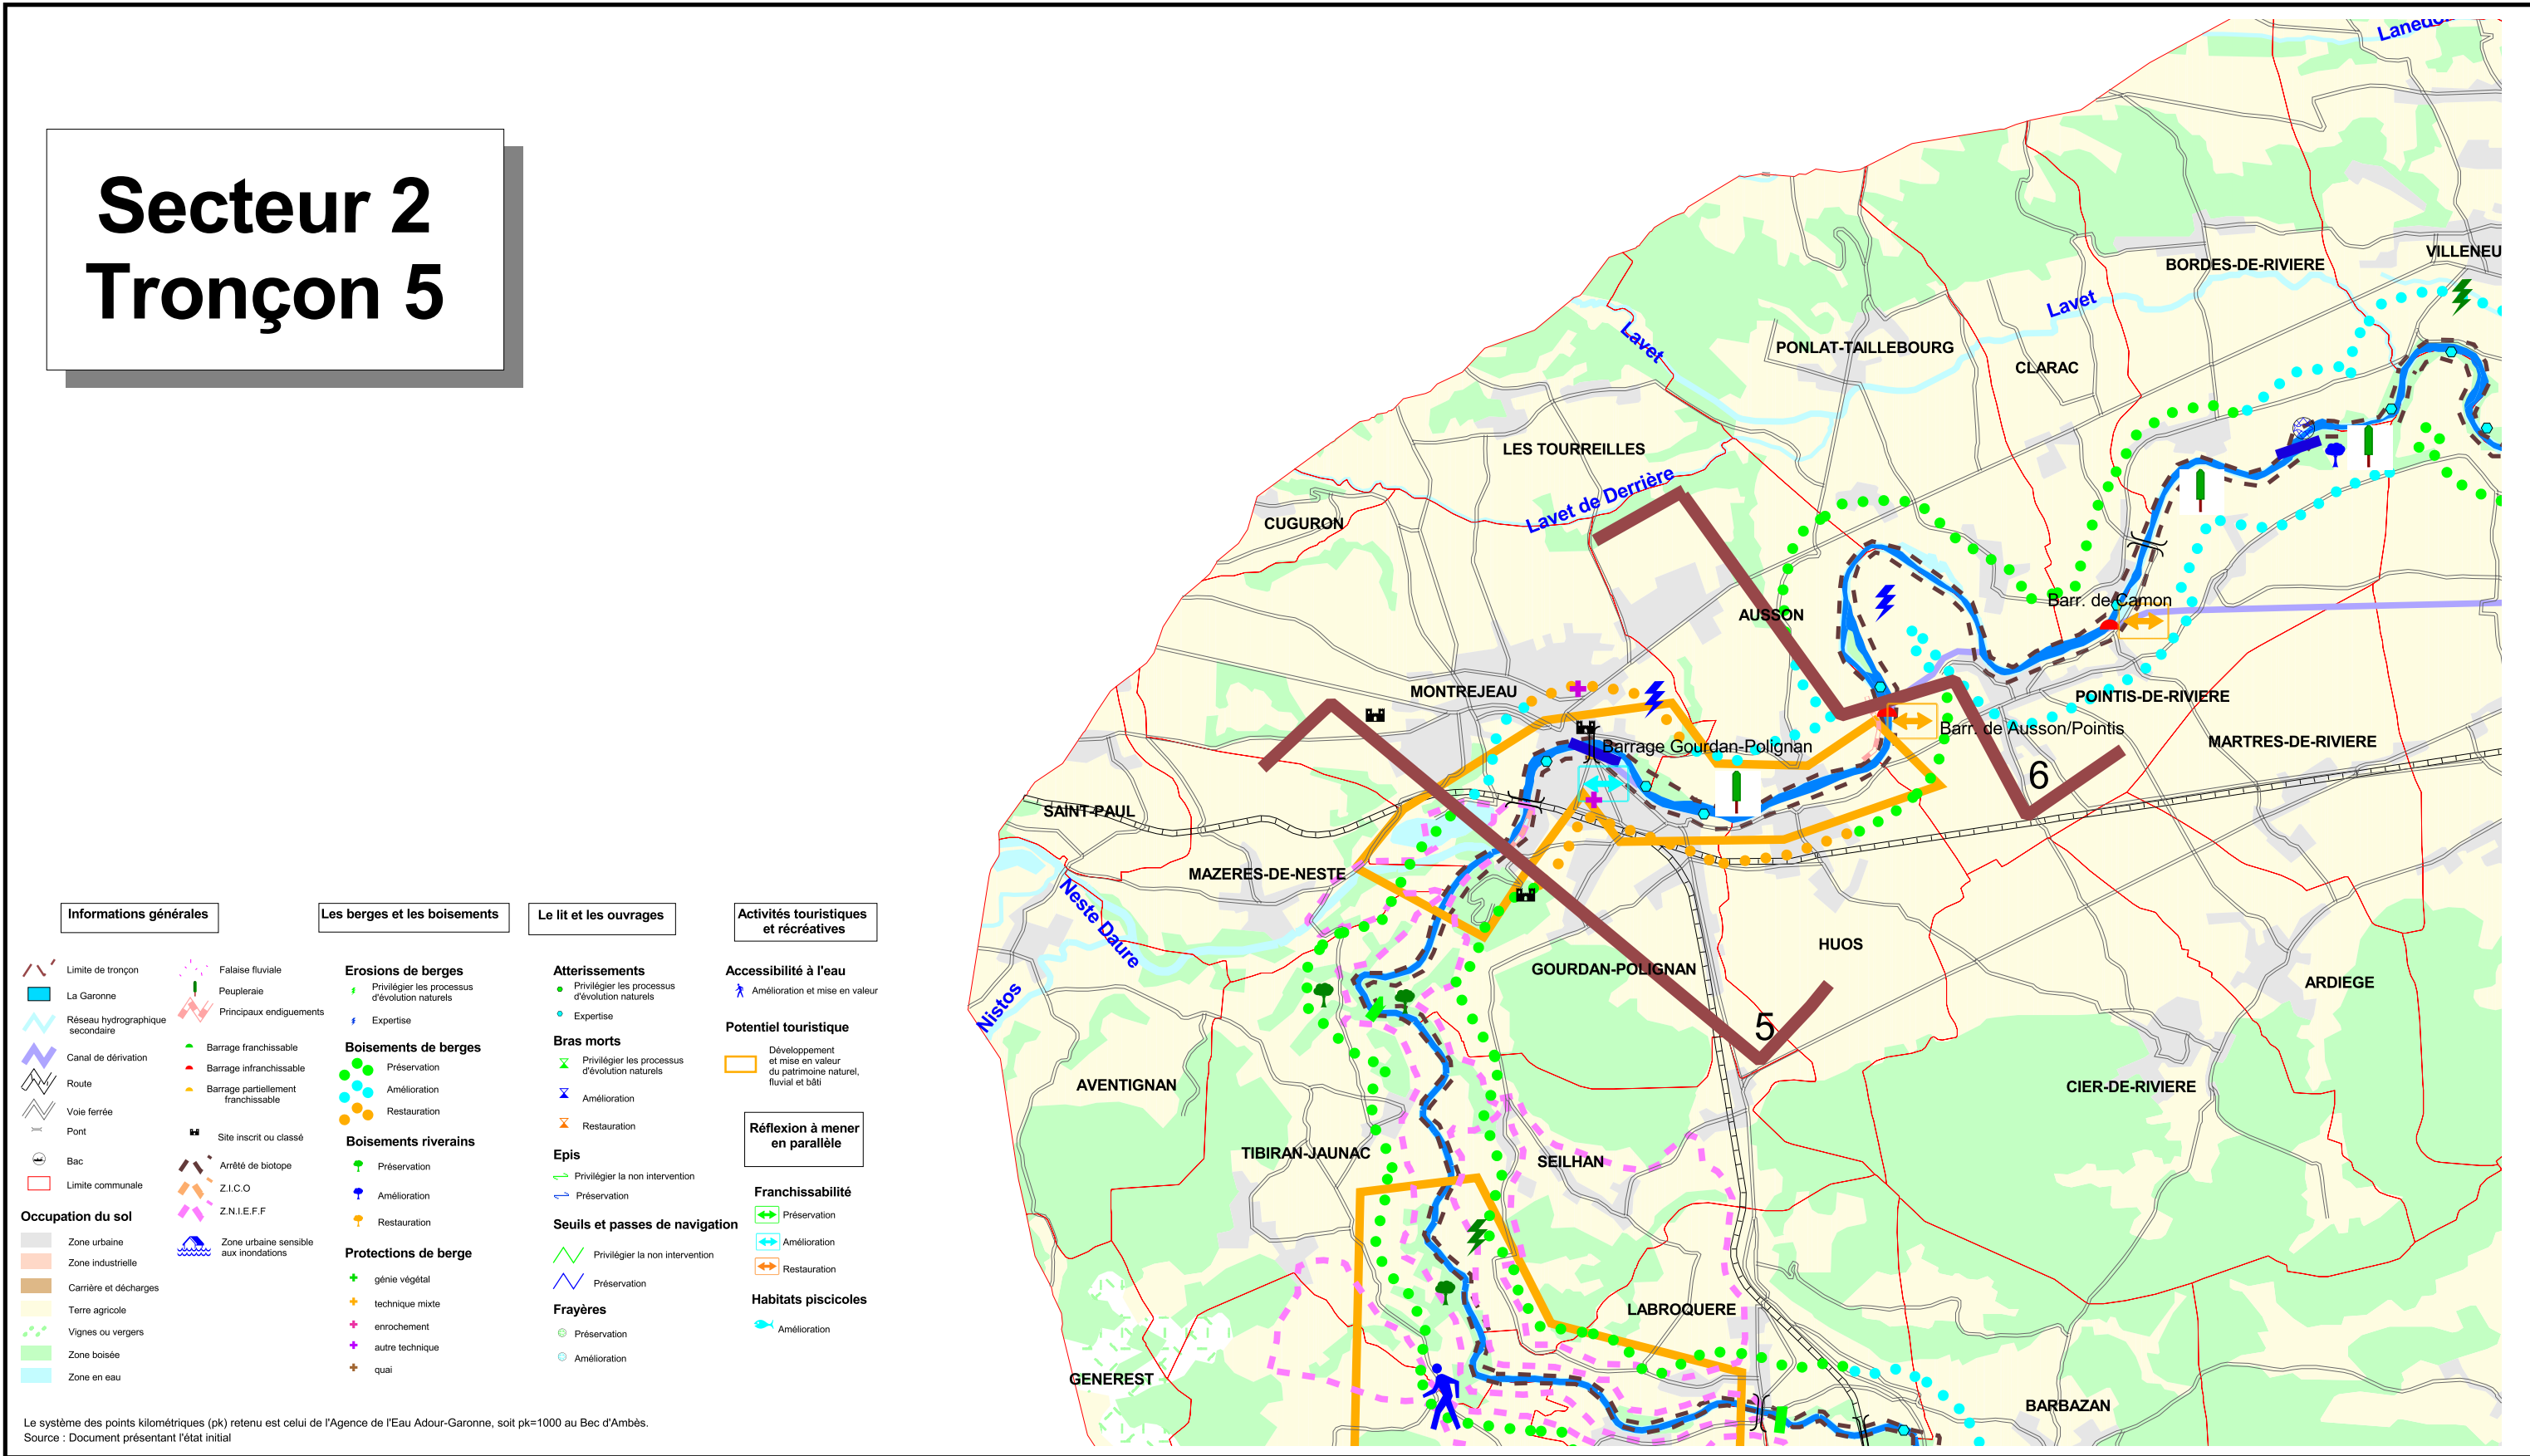 Secteur 2
Tronçon 5
Informations générales
Limite de tronçon
La Garonne
Réseau hydrographique
secondaire
Canal de dérivation
Route
Voie ferrée
Pont
Bac
Limite communale
Occupation du sol
Zone urbaine
Zone industrielle
Carrière et décharges
Terre agricole
Vignes ou vergers
Zone boisée
Zone en eau
Falaise fluviale
Peupleraie
Principaux endiguements
Barrage franchissable
Barrage infranchissable
Barrage partiellement
franchissable
Site inscrit ou classé
Arrêté de biotope
Z.I.C.O
Z.N.I.E.F.F
Zone urbaine sensible
aux inondations
Les berges et les boisements
Erosions de berges
Privilégier les processus
d'évolution naturels
Expertise
Boisements de berges
Préservation
Amélioration
Restauration
Boisements riverains
Préservation
Amélioration
Restauration
Protections de berge
génie végétal
technique mixte
enrochement
autre technique
quai
Le lit et les ouvrages
Atterissements
Privilégier les processus
d'évolution naturels
Expertise
Bras morts
Privilégier les processus
d'évolution naturels
Amélioration
Restauration
Epis
Privilégier la non intervention
Préservation
Seuils et passes de navigation
Privilégier la non intervention
Préservation
Frayères
Préservation
Amélioration
Activités touristiques
et récréatives
Accessibilité à l'eau
Amélioration et mise en valeur
Potentiel touristique
Développement
et mise en valeur
du patrimoine naturel,
fluvial et bâti
Réflexion à mener
en parallèle
Franchissabilité
Préservation
Amélioration
Restauration
Habitats piscicoles
Amélioration
Le système des points kilométriques (pk) retenu est celui de l'Agence de l'Eau Adour-Garonne, soit pk=1000 au Bec d'Ambès.
Source : Document présentant l'état initial
VILLENEU
BORDES-DE-RIVIERE
Lavet
Lavet
PONLAT-TAILLEBOURG
CLARAC
LES TOURREILLES
Lavet de Derrière
CUGURON
Barr. de Camon
AUSSON
MONTREJEAU
POINTIS-DE-RIVIERE
Barr. de Ausson/Pointis
MARTRES-DE-RIVIERE
Barrage Gourdan-Polignan
6
SAINT-PAUL
MAZERES-DE-NESTE
Neste Daure
HUOS
GOURDAN-POLIGNAN
ARDIEGE
Nistos
5
AVENTIGNAN
CIER-DE-RIVIERE
TIBIRAN-JAUNAC
SEILHAN
LABROQUERE
GENEREST
BARBAZAN